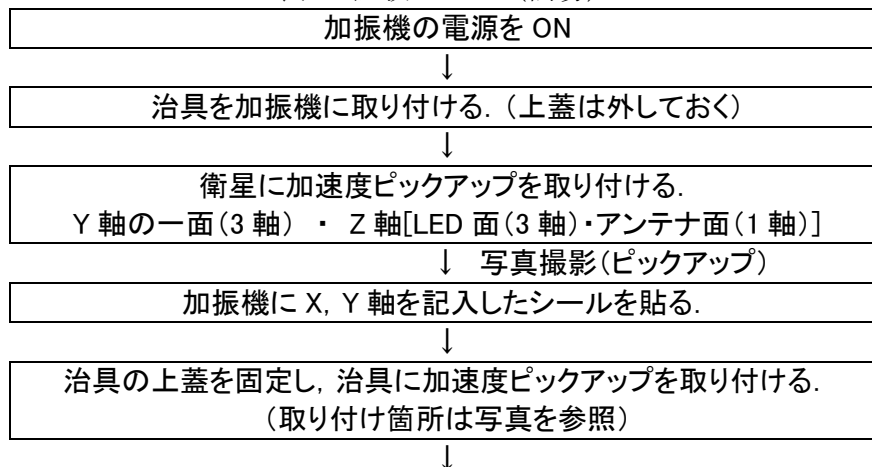 加振機の電源を ON
↓
治具を加振機に取り付ける.（上蓋は外しておく）
↓
衛星に加速度ピックアップを取り付ける.
Y 軸の一面（3 軸） ・ Z 軸[LED 面（3 軸）・アンテナ面（1 軸）]
↓ 写真撮影（ピックアップ）
加振機に X, Y 軸を記入したシールを貼る.
↓
治具の上蓋を固定し, 治具に加速度ピックアップを取り付ける.
（取り付け箇所は写真を参照）
↓